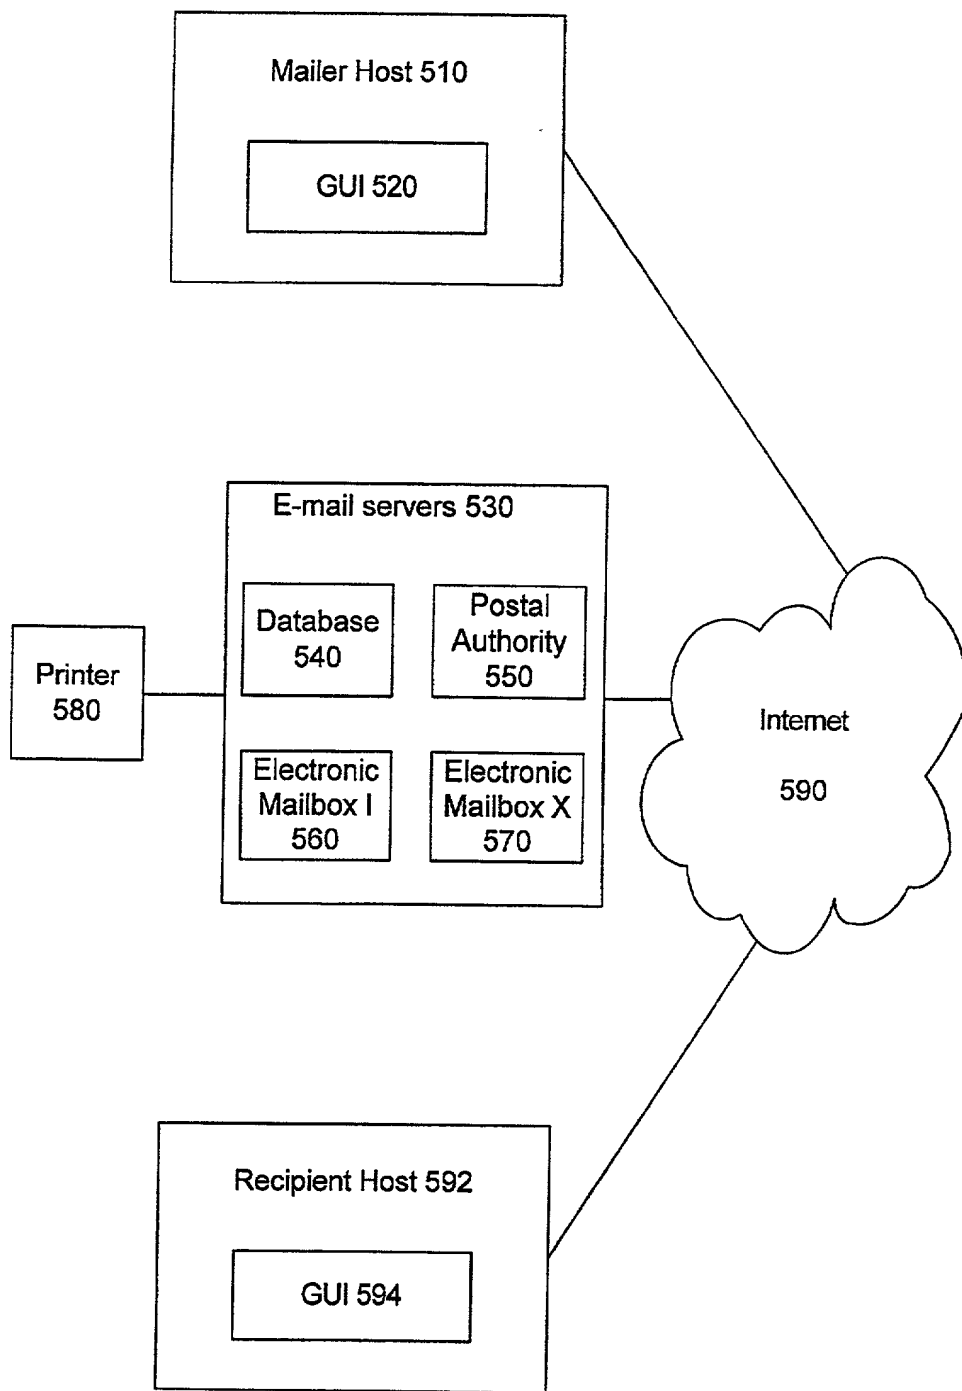 Mailer Host 510
GUI 520
E-mail servers 530
Database
540
Postal
Authority
550
Printer
580
Electronic
Mailbox I
560
Electronic
Mailbox X
570
Internet
590
Recipient Host 592
GUI 594